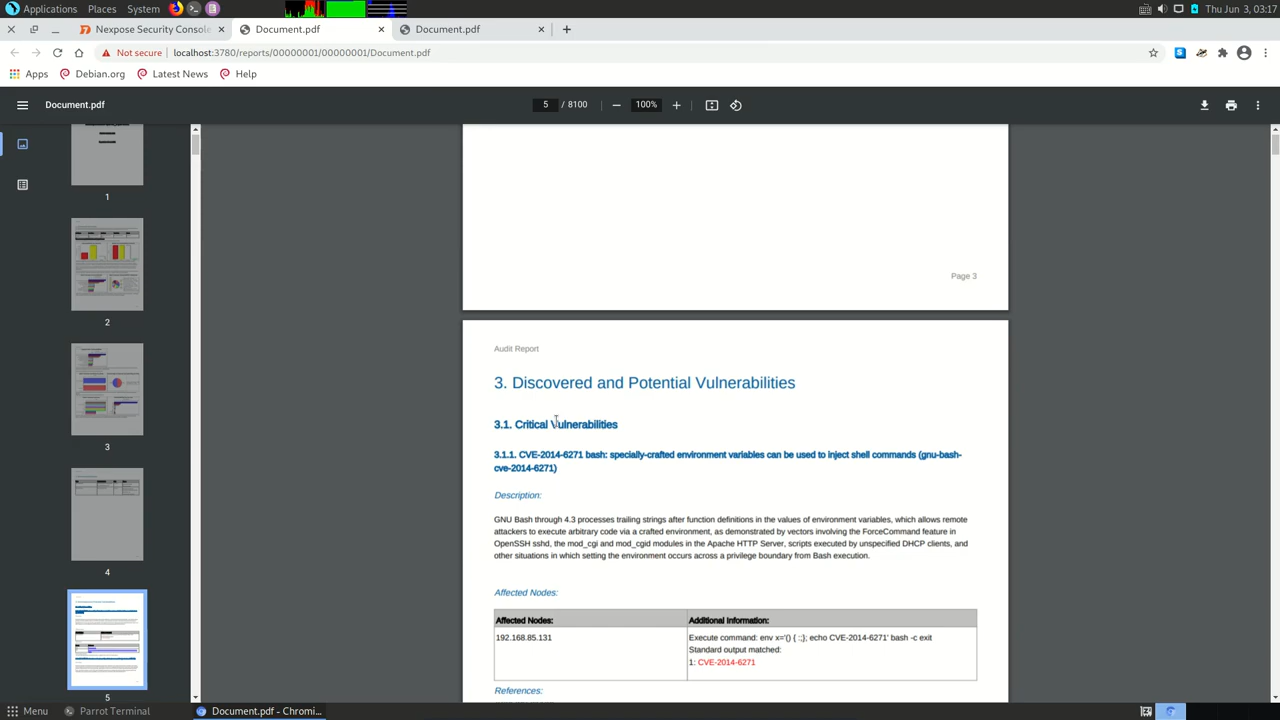 Applications Places System Thu Jun 3, 03:17
Nexpose Security Console Document.pdf Document.pdf
Not secure localhost:3780/reports/00000001/00000001/Document.pdf
Apps Debian.org Latest News Help
Document.pdf 5 / 8100 100%
1
2
3
4
5
Page 3
Audit Report
3. Discovered and Potential Vulnerabilities
3.1. Critical Vulnerabilities
3.1.1. CVE-2014-6271 bash: specially-crafted environment variables can be used to inject shell commands (gnu-bash-
cve-2014-6271)
Description:
GNU Bash through 4.3 processes trailing strings after function definitions in the values of environment variables, which allows remote
attackers to execute arbitrary code via a crafted environment, as demonstrated by vectors involving the ForceCommand feature in
OpenSSH sshd, the mod_cgi and mod_cgid modules in the Apache HTTP Server, scripts executed by unspecified DHCP clients, and
other situations in which setting the environment occurs across a privilege boundary from Bash execution.
Affected Nodes:
Affected Nodes: Additional Information:
192.168.85.131 Execute command: env x='() { :;}; echo CVE-2014-6271' bash -c exit
Standard output matched:
1: CVE-2014-6271
References:
Menu Parrot Terminal Document.pdf - Chromi...